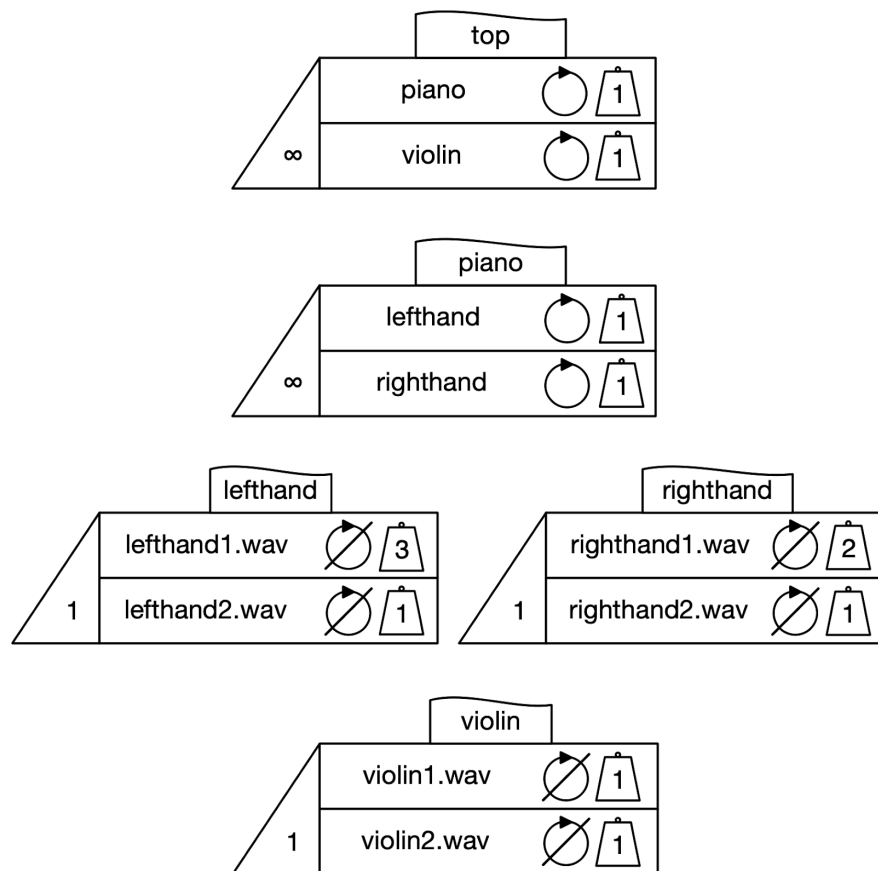 top
piano 1
∞ violin 1
piano
lefthand 1
∞ righthand 1
lefthand
lefthand1.wav 3
1 lefthand2.wav 1
righthand
righthand1.wav 2
1 righthand2.wav 1
violin
violin1.wav 1
1 violin2.wav 1